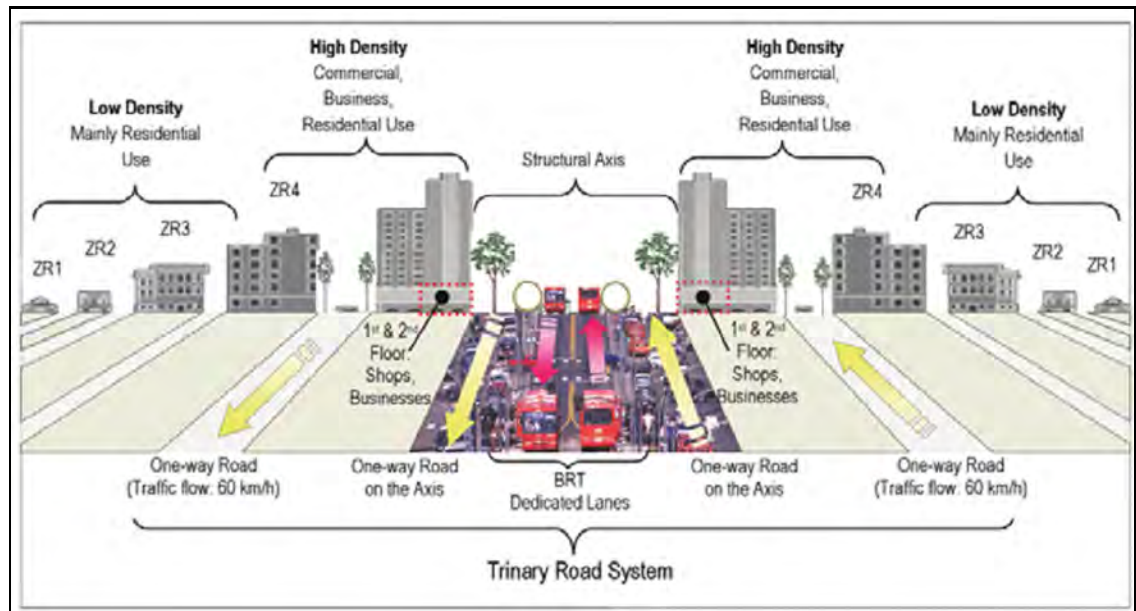 High Density
Commercial,
Business,
Residential Use
High Density
Commercial,
Business,
Residential Use
Low Density
Mainly Residential
Use
Low Density
Mainly Residential
Use
Structural Axis
ZR4
ZR4
ZR3
ZR2
ZR1
ZR3
ZR2
ZR1
1st & 2nd
Floor:
Shops,
Businesses
1st & 2nd
Floor:
Shops,
Businesses
One-way Road
(Traffic flow: 60 km/h)
One-way Road
on the Axis
BRT
Dedicated Lanes
One-way Road
on the Axis
One-way Road
(Traffic flow: 60 km/h)
Trinary Road System